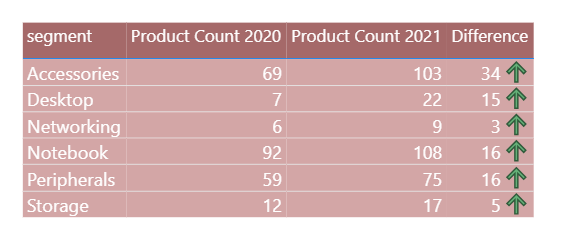 segment Product Count 2020 Product Count 2021 Difference
Accessories 69 103 34
Desktop 7 22 15
Networking 6 9 3
Notebook 92 108 16
Peripherals 59 75 16
Storage 12 17 5